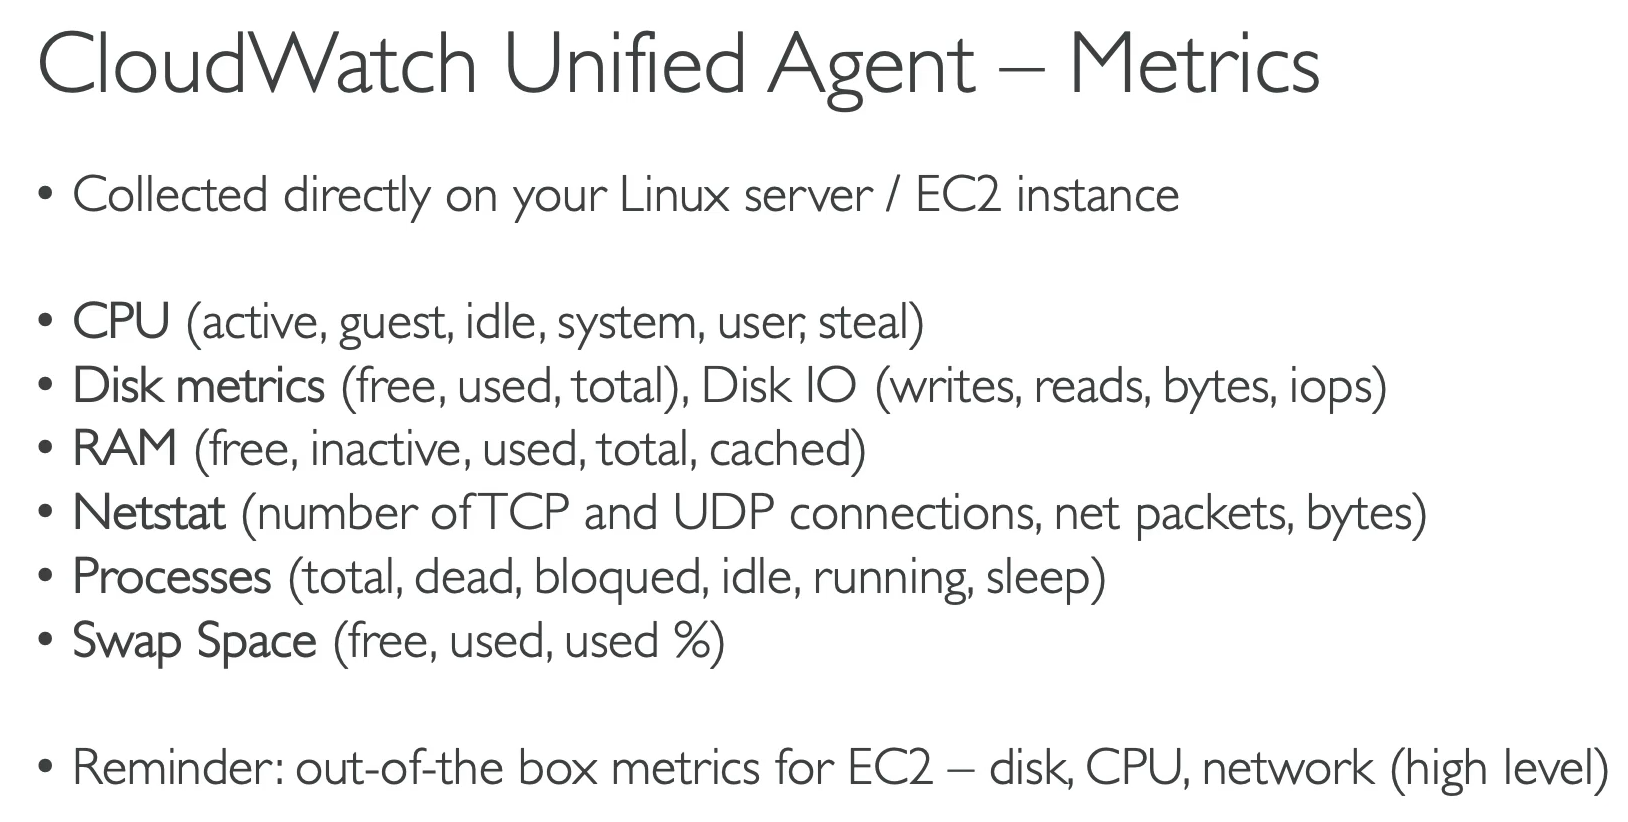 CloudWatch Unified Agent – Metrics
• Collected directly on your Linux server / EC2 instance
• CPU (active, guest, idle, system, user, steal)
• Disk metrics (free, used, total), Disk IO (writes, reads, bytes, iops)
• RAM (free, inactive, used, total, cached)
• Netstat (number of TCP and UDP connections, net packets, bytes)
• Processes (total, dead, bloqued, idle, running, sleep)
• Swap Space (free, used, used %)
• Reminder: out-of-the box metrics for EC2 – disk, CPU, network (high level)